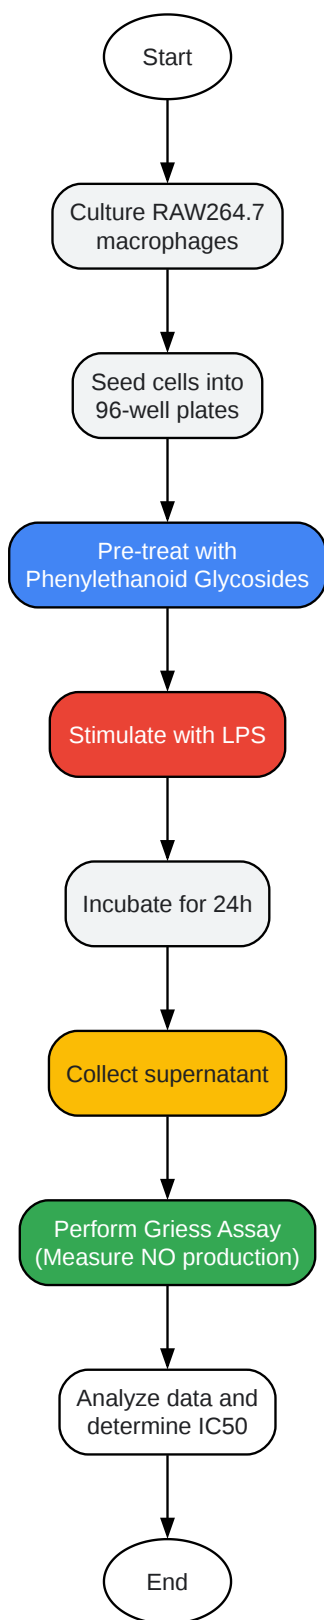 Start
Culture RAW264.7
macrophages
Seed cells into
96-well plates
Pre-treat with
Phenylethanoid Glycosides
Stimulate with LPS
Incubate for 24h
Collect supernatant
Perform Griess Assay
(Measure NO production)
Analyze data and
determine IC50
End